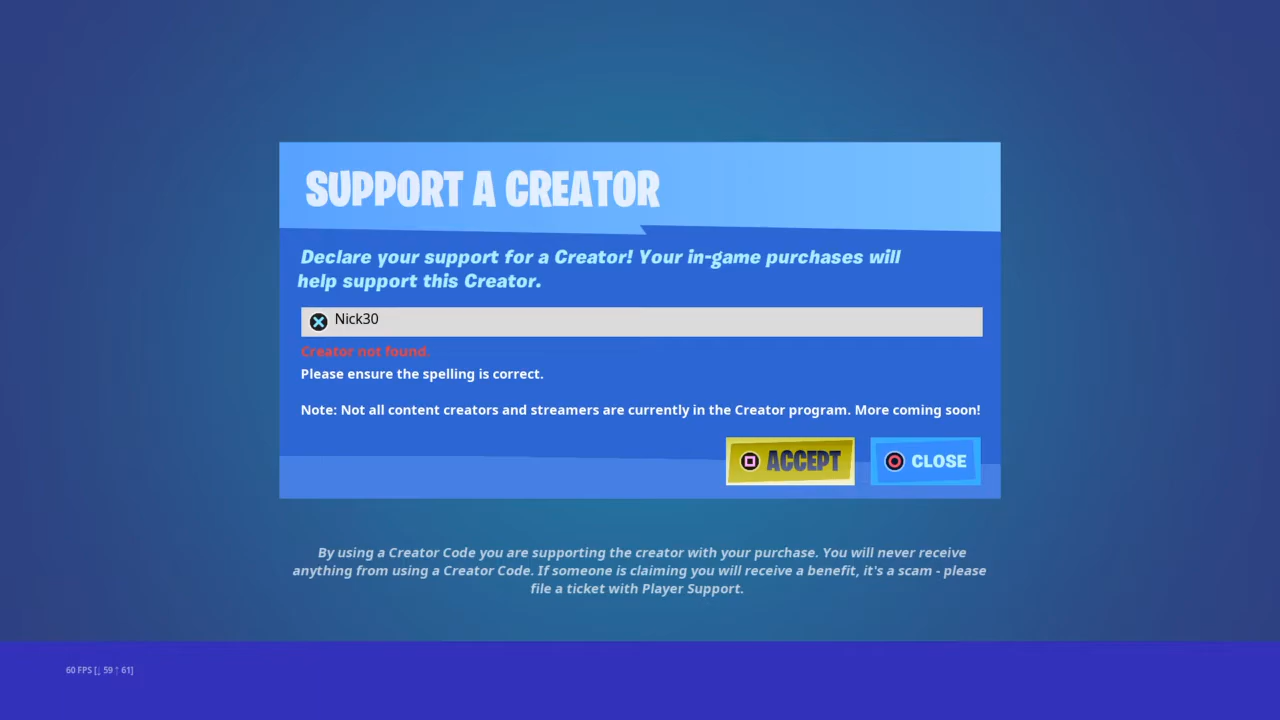 SUPPORT A CREATOR
Declare your support for a Creator! Your in-game purchases will
help support this Creator.
Nick30
Creator not found.
Please ensure the spelling is correct.
Note: Not all content creators and streamers are currently in the Creator program. More coming soon!
ACCEPT
CLOSE
By using a Creator Code you are supporting the creator with your purchase. You will never receive
anything from using a Creator Code. If someone is claiming you will receive a benefit, it's a scam - please
file a ticket with Player Support.
60 FPS [↓ 59 ↑ 61]